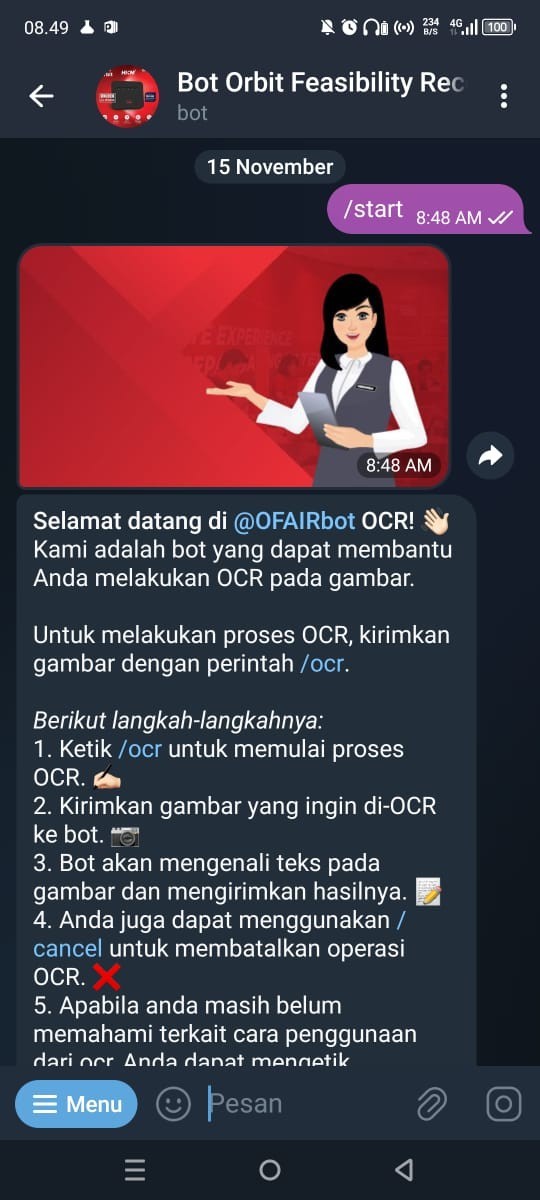 08.49
234
B/S
4G
100
Bot Orbit Feasibility Rec
bot
15 November
/start 8:48 AM
8:48 AM
Selamat datang di @OFAIRbot OCR! 👋🏻
Kami adalah bot yang dapat membantu
Anda melakukan OCR pada gambar.
Untuk melakukan proses OCR, kirimkan
gambar dengan perintah /ocr.
Berikut langkah-langkahnya:
1. Ketik /ocr untuk memulai proses
OCR. ✍🏻
2. Kirimkan gambar yang ingin di-OCR
ke bot. 📷
3. Bot akan mengenali teks pada
gambar dan mengirimkan hasilnya. 📝
4. Anda juga dapat menggunakan /
cancel untuk membatalkan operasi
OCR. ❌
5. Apabila anda masih belum
memahami terkait cara penggunaan
dari ocr Anda dapat mengetik
Menu
Pesan